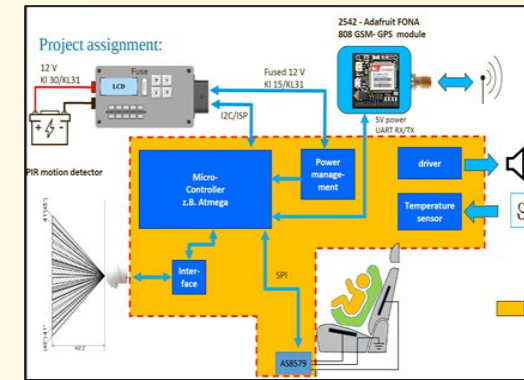 Project assignment:
2542 - Adafruit FONA
808 GSM- GPS module
12 V
Kl 30/KL31
Fuse
LCD
Fused 12 V
Kl 15/KL31
I2C/ISP
5V power
UART RX/TX
PIR motion detector
Micro-
Controller
z.B. Atmega
Power
manage-
ment
driver
Temperature
sensor
S
Inter-
face
SPI
AS8579